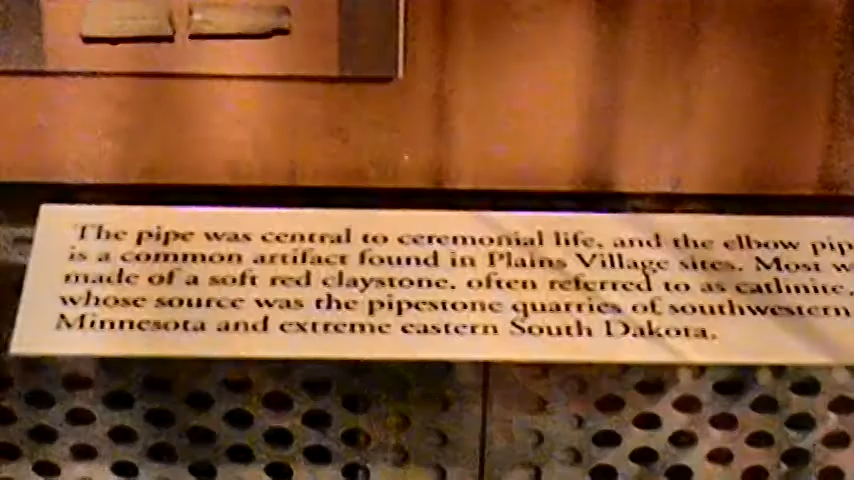 The pipe was central to ceremonial life, and the elbow pip
is a common artifact found in Plains Village sites. Most w
made of a soft red claystone, often referred to as catlinite,
whose source was the pipestone quarries of southwestern
Minnesota and extreme eastern South Dakota.